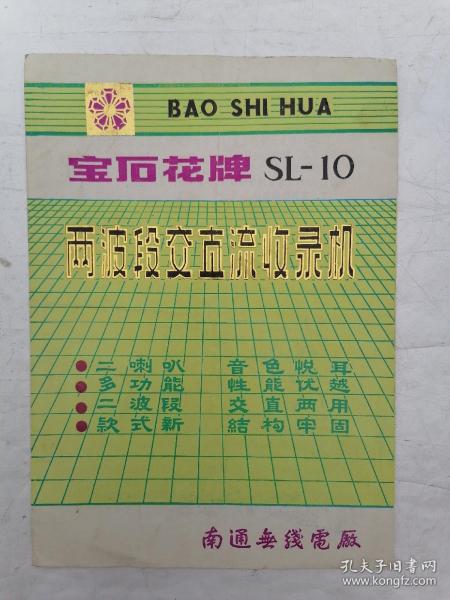 BAO SHI HUA
宝石花牌 SL-10
两波段交直流收录机
二喇叭 音色悦耳
多功能 性能优越
二波段 交直两用
款式新 結构牢固
南通無綫電廠
孔夫子旧书网
www.kongfz.com